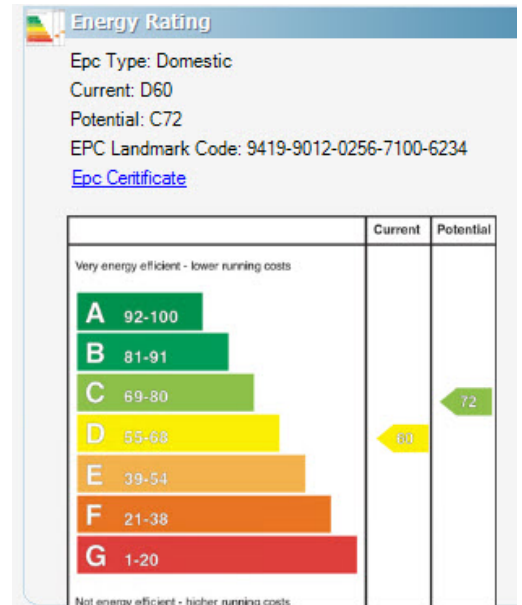 Energy Rating
Epc Type: Domestic
Current: D60
Potential: C72
EPC Landmark Code: 9419-9012-0256-7100-6234
Epc Ceritificate
Current Potential
Very energy efficient - lower running costs
A 92-100
B 81-91
C 69-80
72
D 55-68
60
E 39-54
F 21-38
G 1-20
Not energy efficient - higher running costs